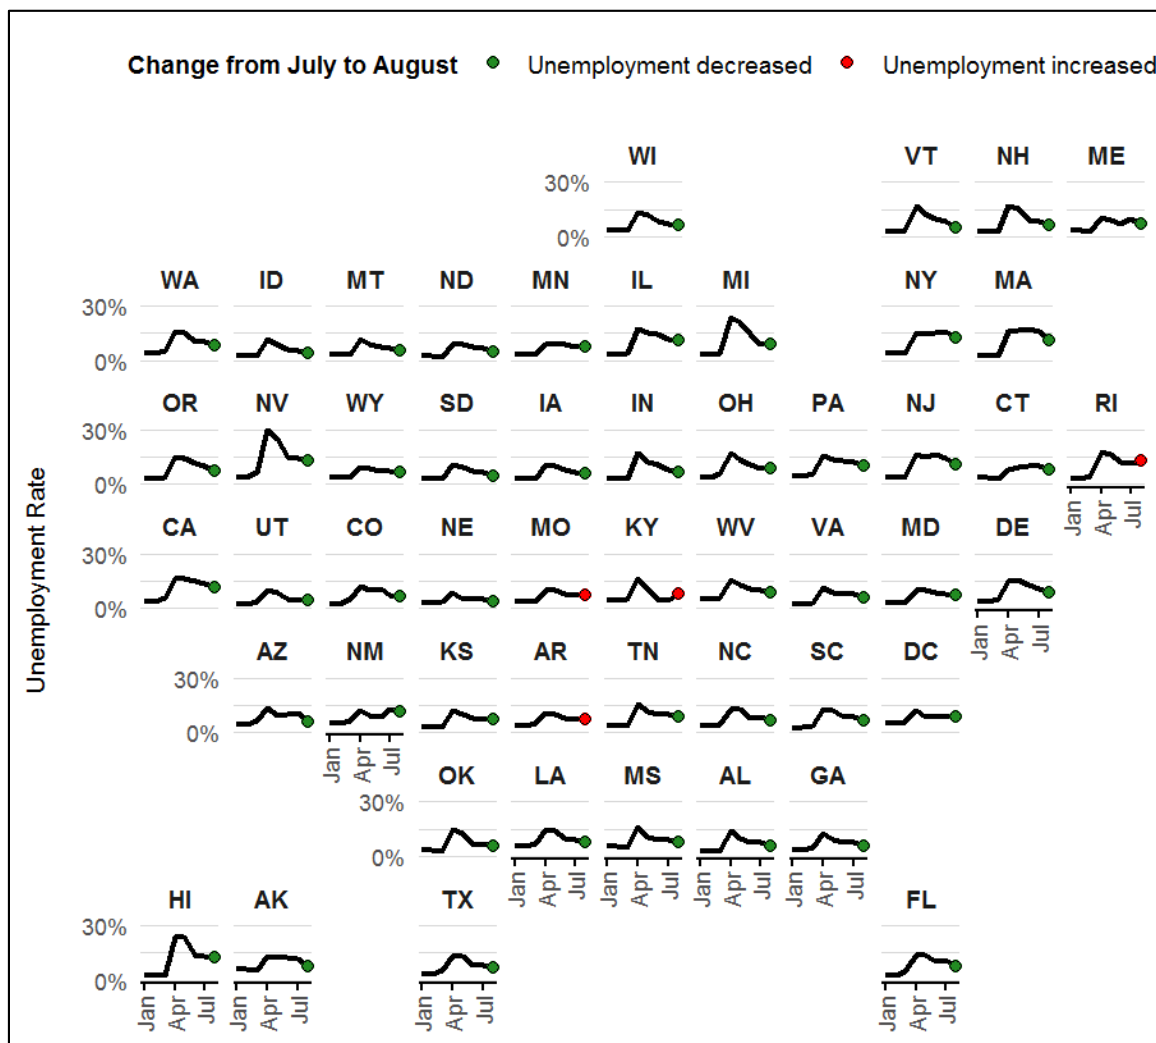 Change from July to August Unemployment decreased Unemployment increased
WI VT NH ME
30%
0%
WA ID MT ND MN IL MI NY MA
30%
0%
OR NV WY SD IA IN OH PA NJ CT RI
30%
0%
Jan Apr Jul
CA UT CO NE MO KY WV VA MD DE
30%
0%
Jan Apr Jul
AZ NM KS AR TN NC SC DC
30%
0%
Jan Apr Jul
OK LA MS AL GA
30%
0%
Jan Apr Jul Jan Apr Jul Jan Apr Jul Jan Apr Jul
HI AK TX FL
30%
0%
Jan Apr Jul Jan Apr Jul Jan Apr Jul Jan Apr Jul
Unemployment Rate